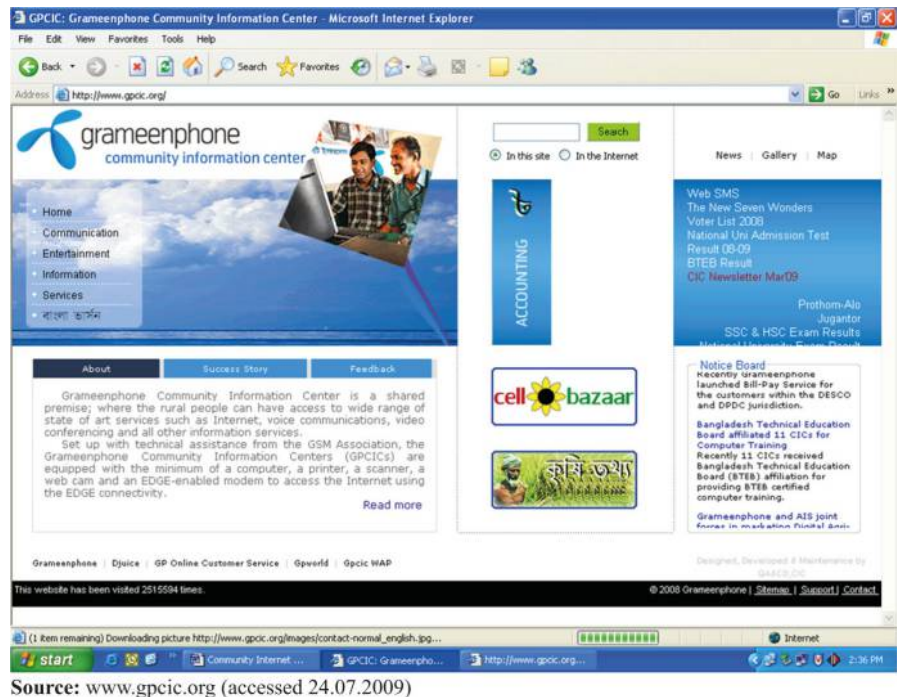 GPCIC: Grameenphone Community Information Center - Microsoft Internet Explorer
File Edit View Favorites Tools Help
Back Search Favorites
Address http://www.gpcic.org/ Go Links »
grameenphone
community information center
Search
In this site In the Internet
News | Gallery | Map
Home
Communication
Entertainment
Information
Services
বাংলা ভার্সন
ACCOUNTING
Web SMS
The New Seven Wonders
Voter List 2008
National Uni Admission Test
Result 08-09
BTEB Result
CIC Newsletter Mar09
Prothom-Alo
Jugantor
SSC & HSC Exam Results
National University Exam Result
About Success Story Feedback
Grameenphone Community Information Center is a shared
premise; where the rural people can have access to wide range of
state of art services such as Internet, voice communications, video
conferencing and all other information services.
Set up with technical assistance from the GSM Association, the
Grameenphone Community Information Centers (GPCICs) are
equipped with the minimum of a computer, a printer, a scanner, a
web cam and an EDGE-enabled modem to access the Internet using
the EDGE connectivity.
Read more
cell bazaar
কৃষি তথ্য
Notice Board
Recently Grameenphone
launched Bill-Pay Service for
the customers within the DESCO
and DPDC jurisdiction.
Bangladesh Technical Education
Board affiliated 11 CICs for
Computer Training
Recently 11 CICs received
Bangladesh Technical Education
Board (BTEB) affiliation for
providing BTEB certified
computer training.
Grameenphone and AIS joint
forces in marketing Digital Agri-
Grameenphone | Djuice | GP Online Customer Service | Gpworld | Gpcic WAP
Designed, Developed & Maintenance by
This website has been visited 2515594 times.
© 2008 Grameenphone | Sitemap | Support | Contact
(1 item remaining) Downloading picture http://www.gpcic.org/images/contact-normal_english.jpg...
Internet
start Community Internet ... GPCIC: Grameenpho... http://www.gpcic.org... 2:36 PM
Source: www.gpcic.org (accessed 24.07.2009)